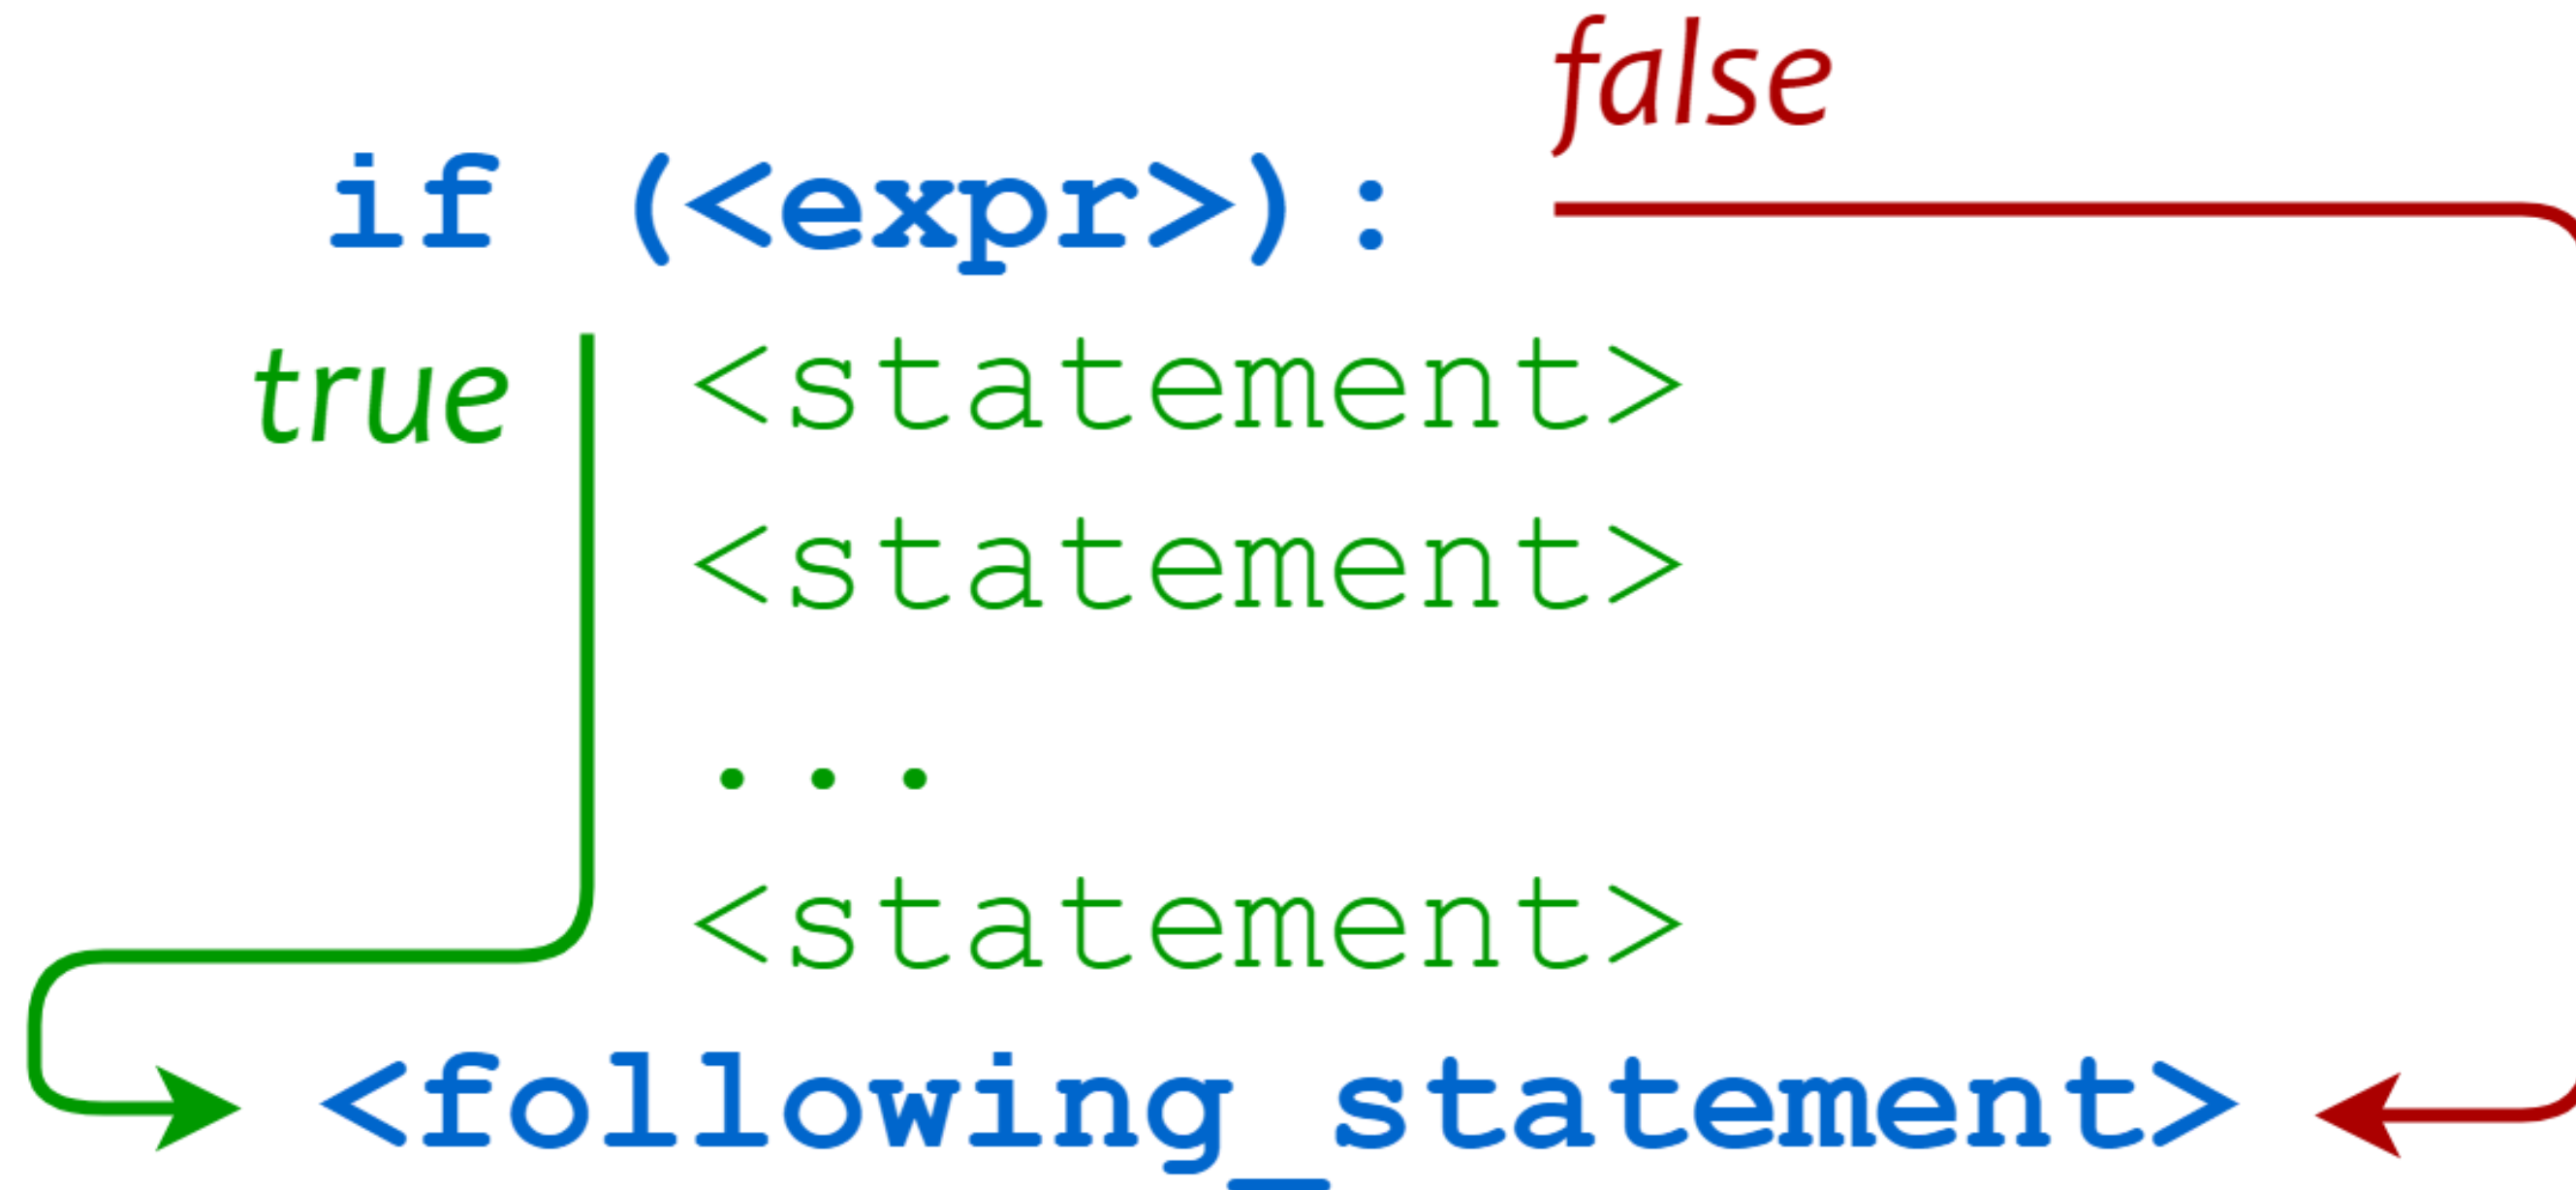 false
if (<expr>):
true <statement>
<statement>
...
<statement>
<following_statement>